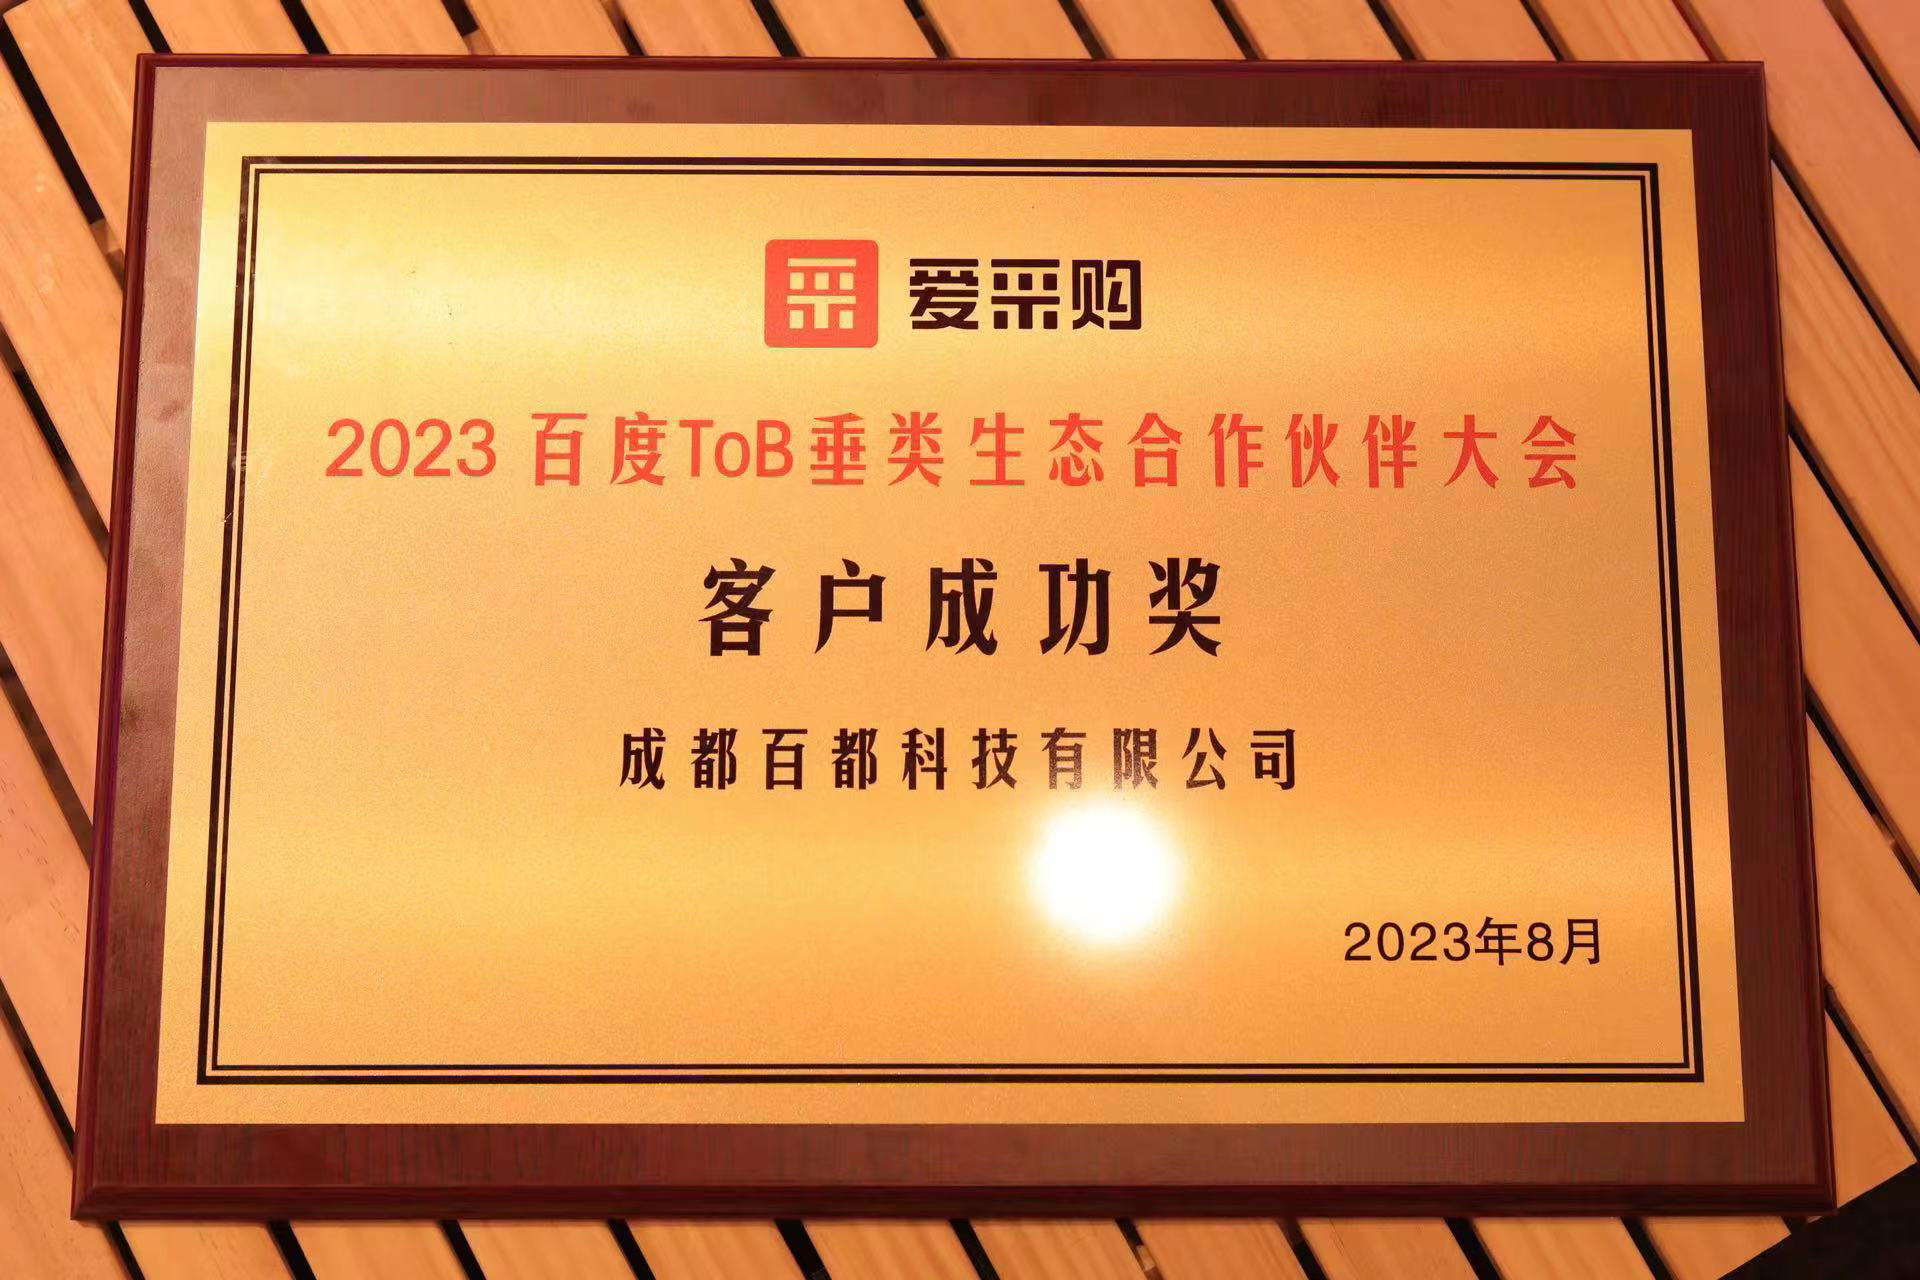 采 爱采购
2023 百度ToB垂类生态合作伙伴大会
客户成功奖
成都百都科技有限公司
2023年8月